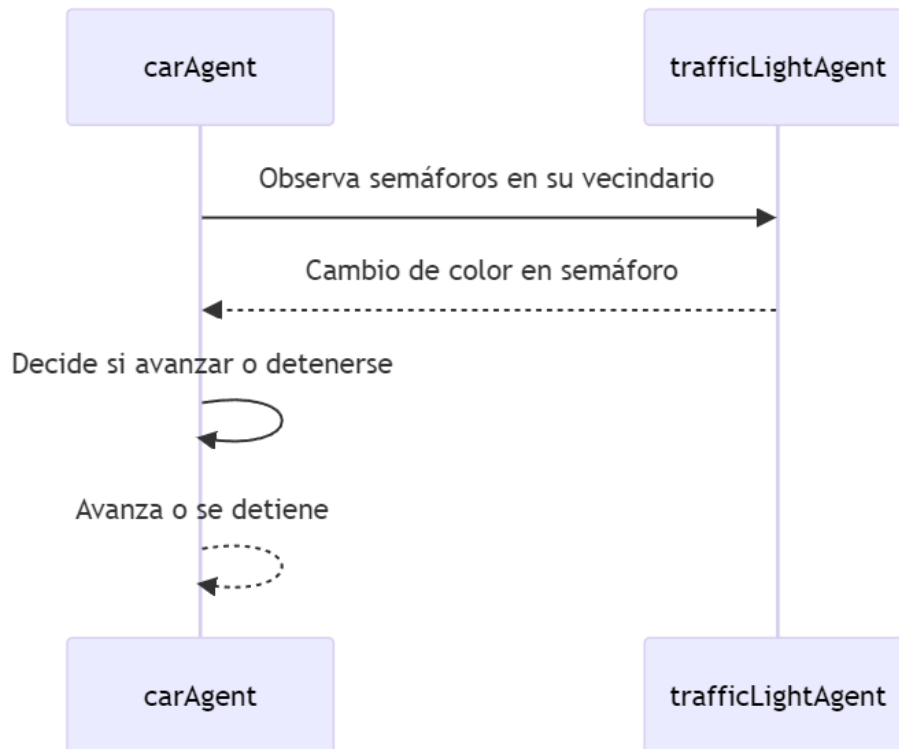 carAgent
trafficLightAgent
Observa semáforos en su vecindario
Cambio de color en semáforo
Decide si avanzar o detenerse
Avanza o se detiene
carAgent
trafficLightAgent